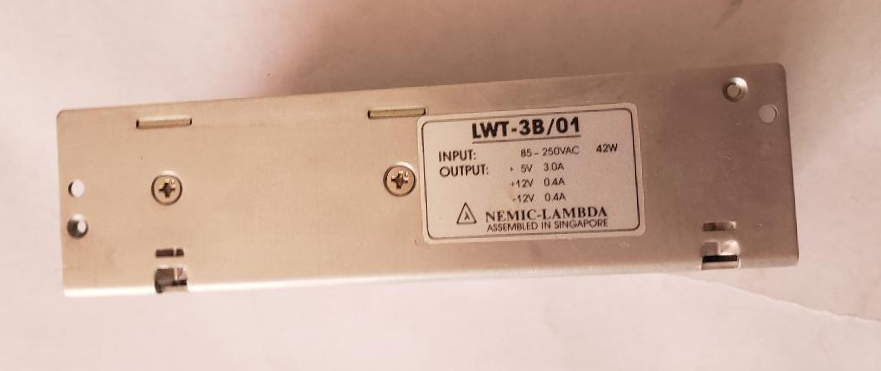 LWT-3B/01
INPUT: 85-250VAC 42W
OUTPUT: + 5V 3.0A
+12V 0.4A
-12V 0.4A
λ NEMIC-LAMBDA
ASSEMBLED IN SINGAPORE